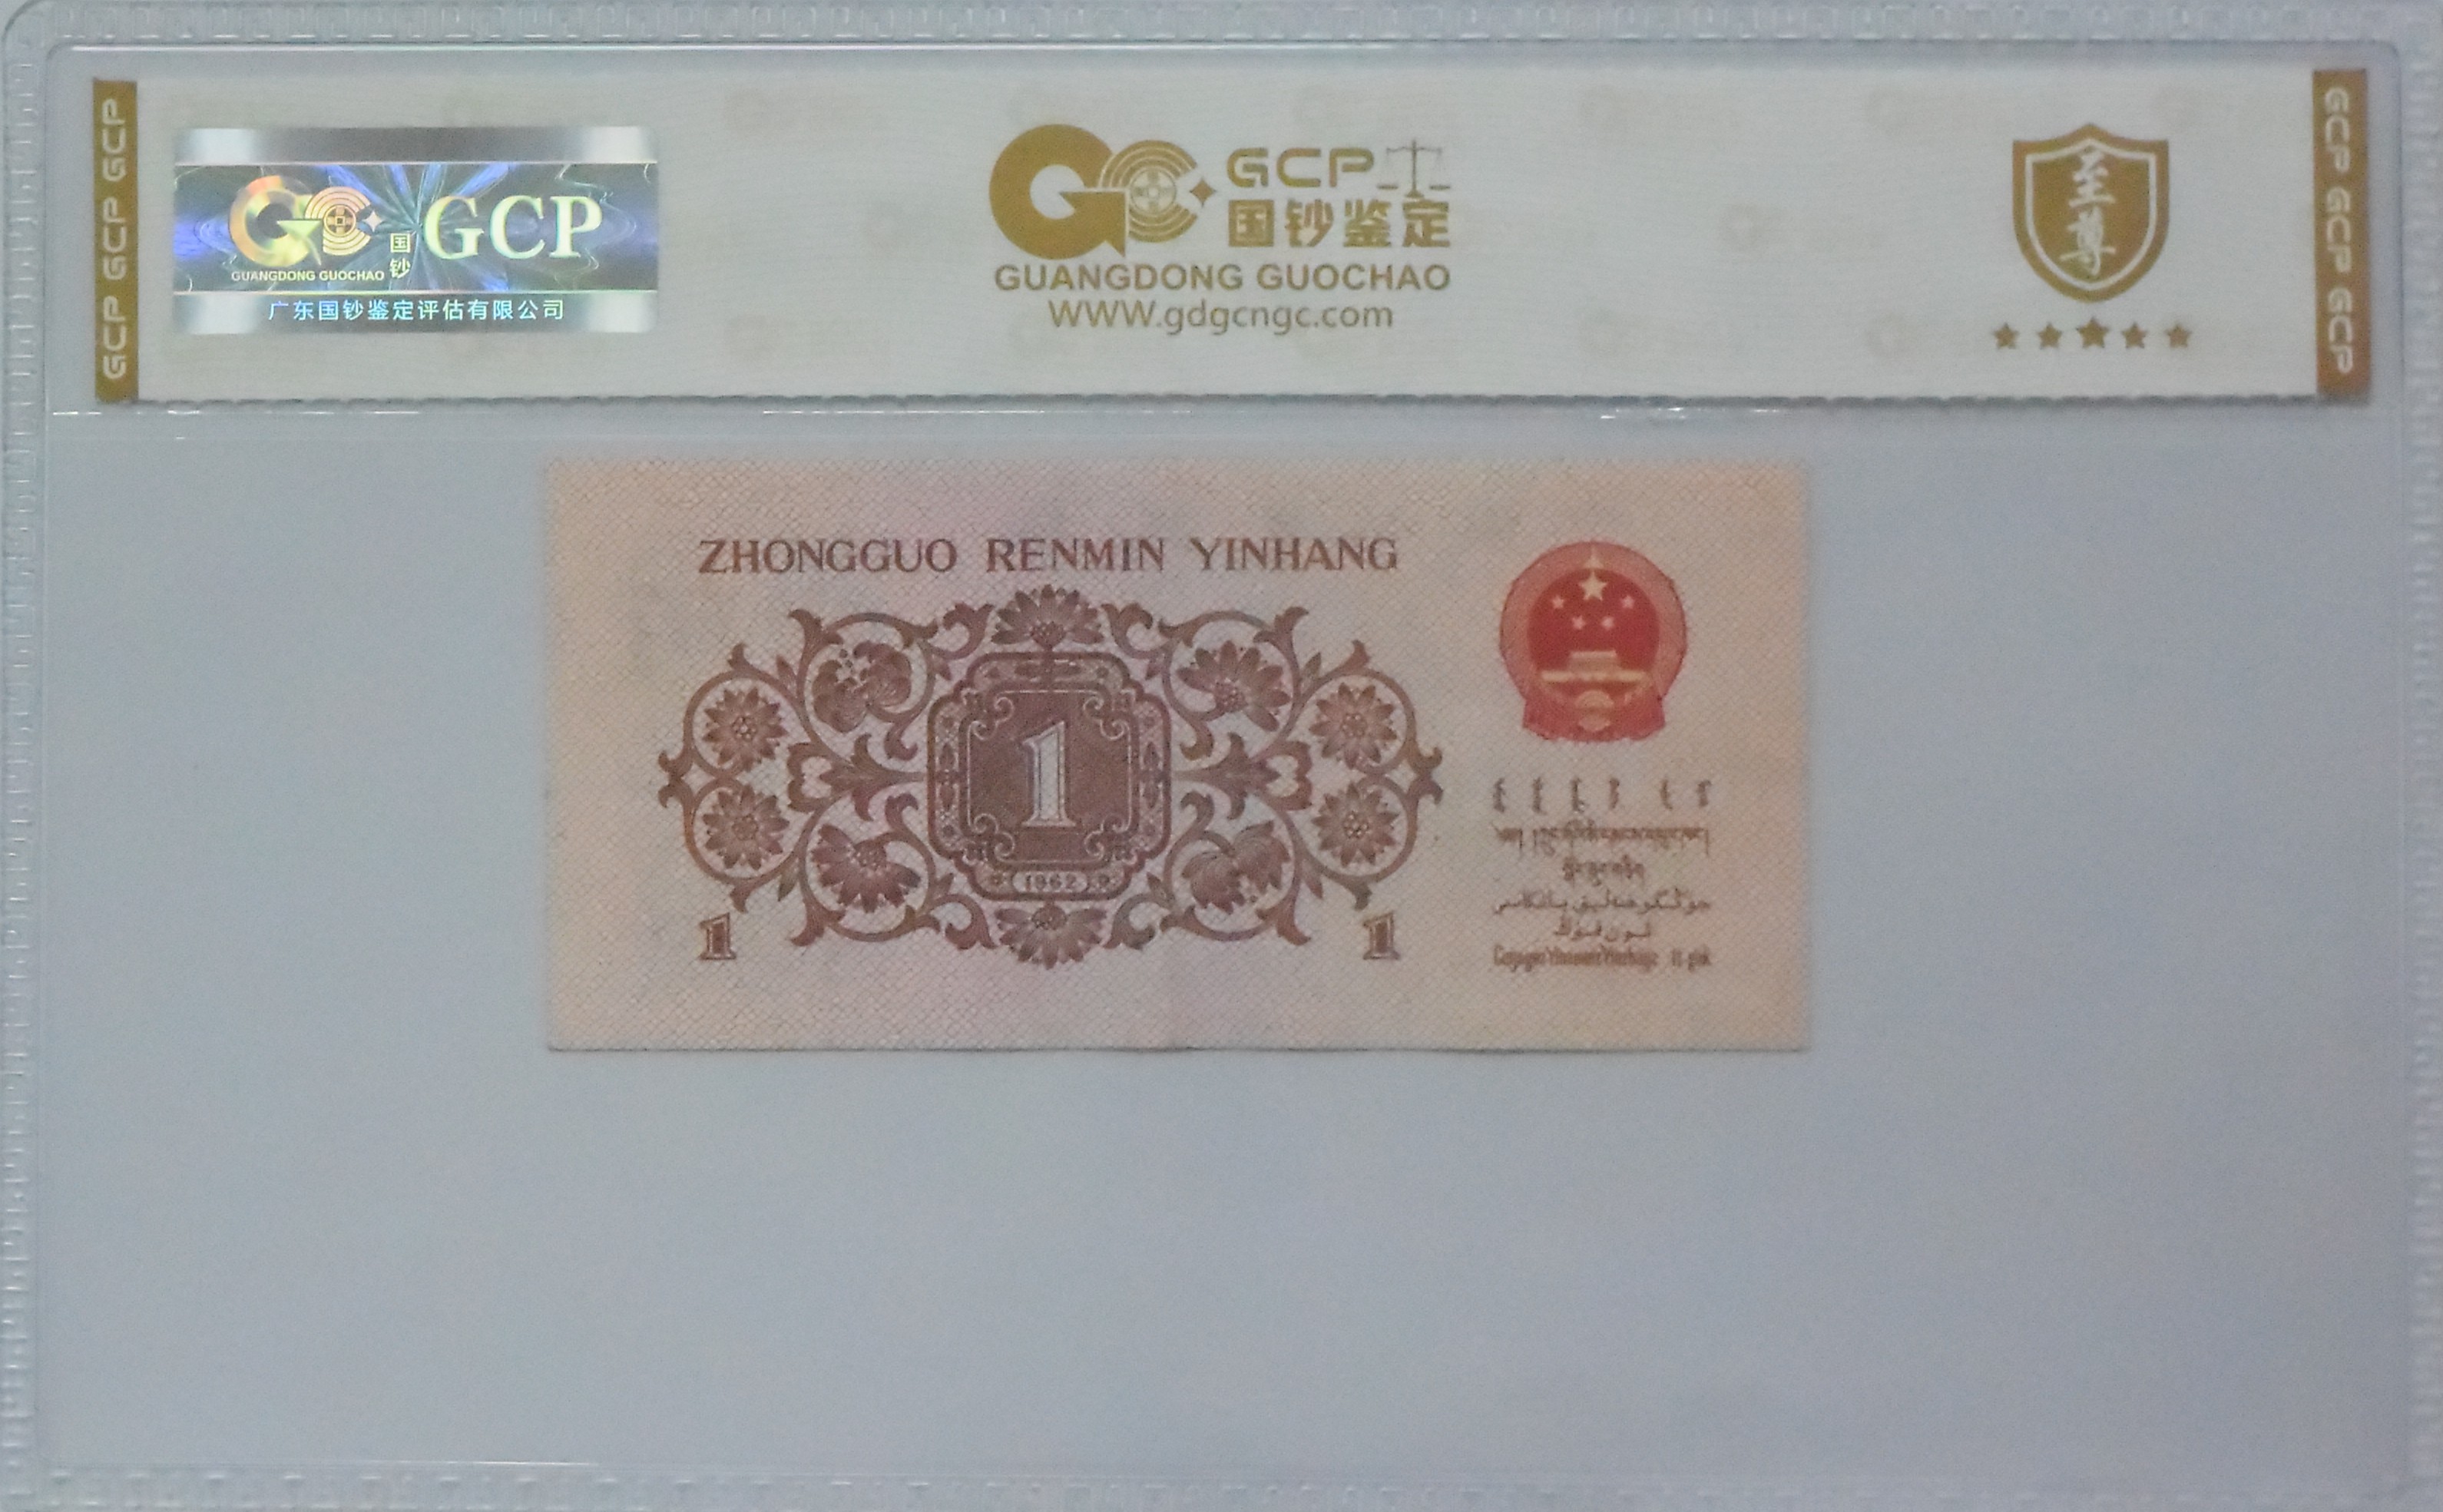 GCP GCP GCP
GC 国钞 GCP
GUANGDONG GUOCHAO
广东国钞鉴定评估有限公司
GCP
国钞鉴定
GUANGDONG GUOCHAO
WWW.gdgcngc.com
至尊
GCP GCP GCP
ZHONGGUO RENMIN YINHANG
1
1962
1
1